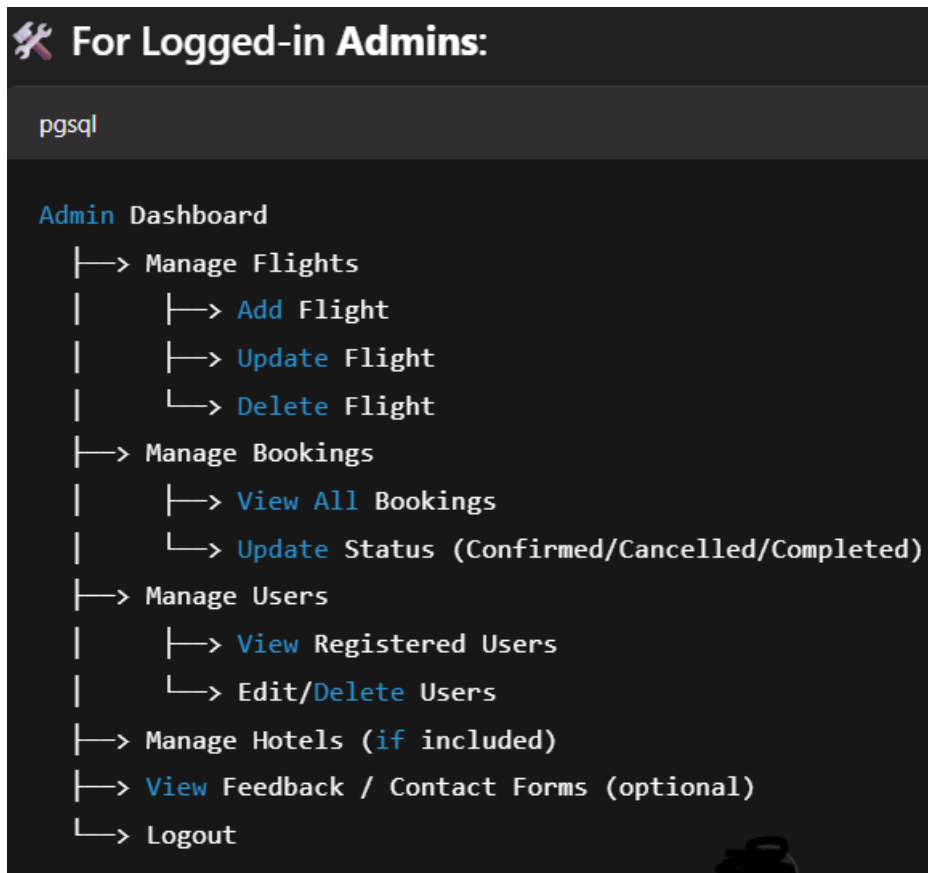 🛠️ For Logged-in Admins:
pgsql
Admin Dashboard
├──> Manage Flights
│     ├──> Add Flight
│     ├──> Update Flight
│     └──> Delete Flight
├──> Manage Bookings
│     ├──> View All Bookings
│     └──> Update Status (Confirmed/Cancelled/Completed)
├──> Manage Users
│     ├──> View Registered Users
│     └──> Edit/Delete Users
├──> Manage Hotels (if included)
├──> View Feedback / Contact Forms (optional)
└──> Logout